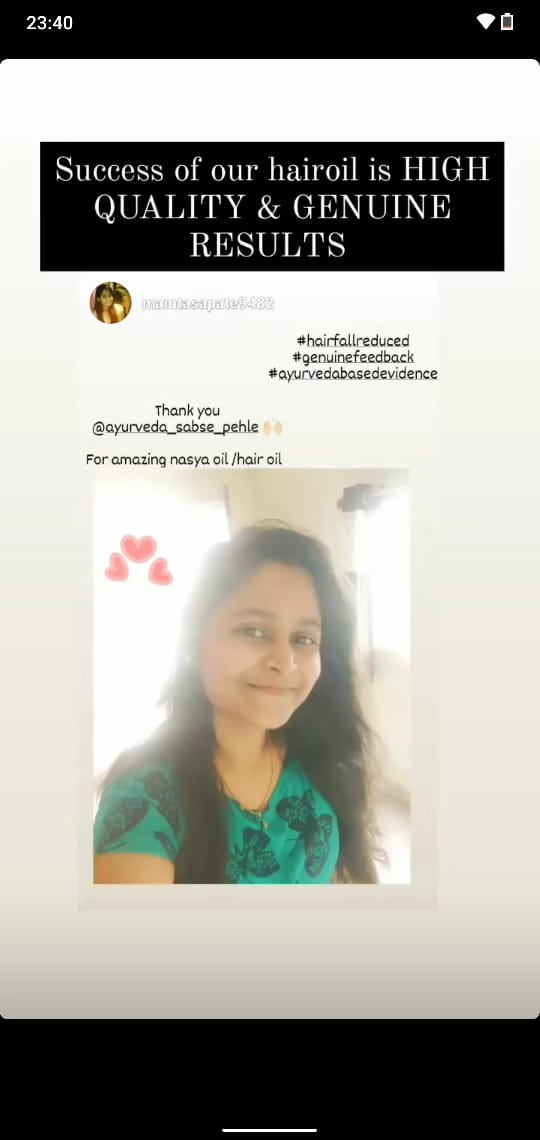 23:40
Success of our hairoil is HIGH
QUALITY & GENUINE
RESULTS
mamtasapate9482
#hairfallreduced
#genuinefeedback
#ayurvedabasedevidence
Thank you
@ayurveda_sabse_pehle 🙌🏻
For amazing nasya oil /hair oil